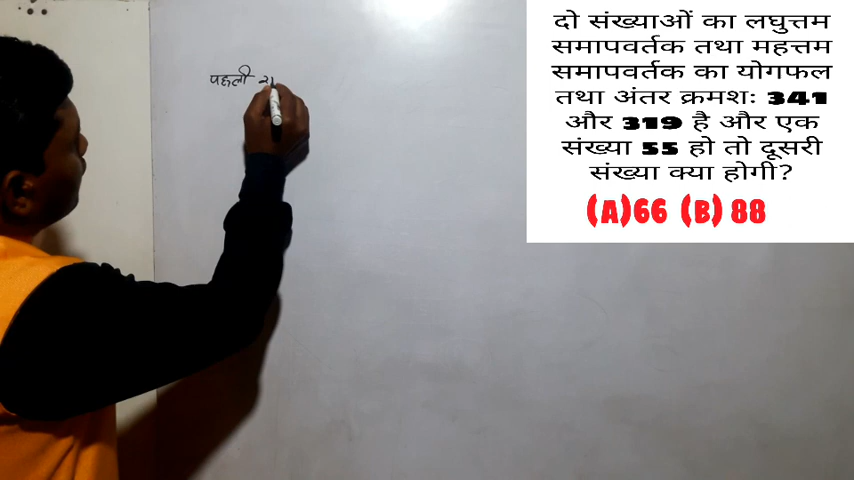 पहली
दो संख्याओं का लघुत्तम
समापवर्तक तथा महत्तम
समापवर्तक का योगफल
तथा अंतर क्रमशः 341
और 319 है और एक
संख्या 55 हो तो दूसरी
संख्या क्या होगी?
(A)66 (B) 88